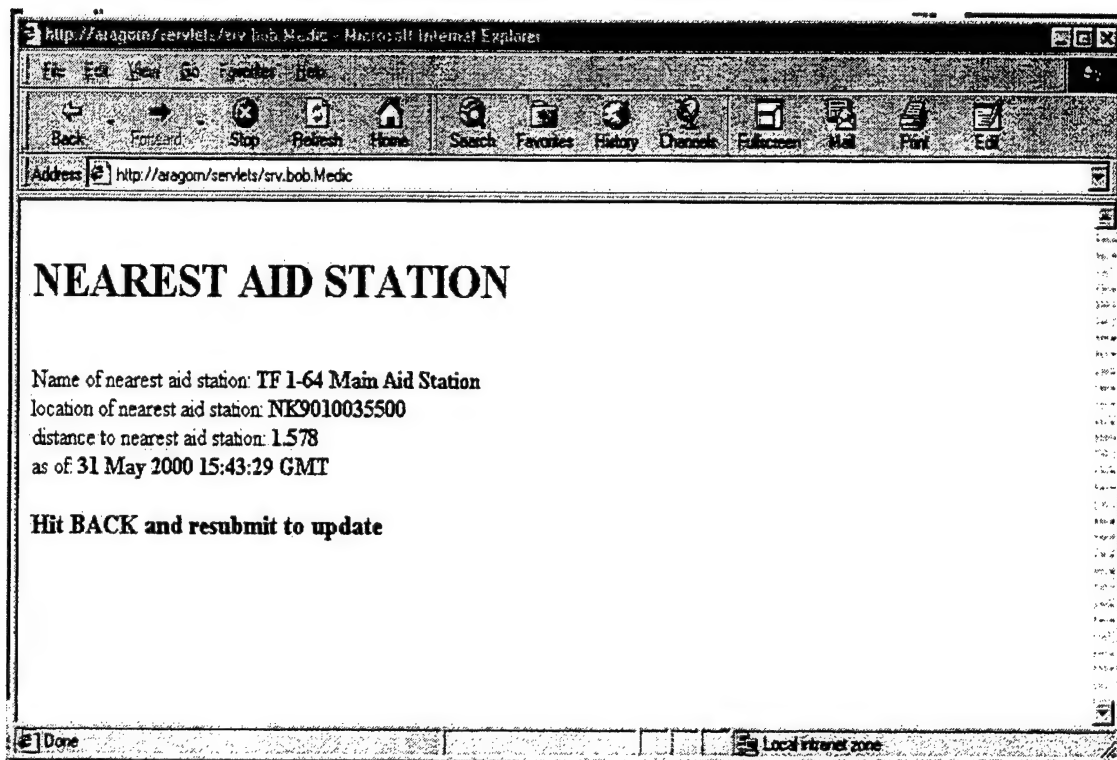 http://aragorn/servlets/srv.bob.Medic - Microsoft Internet Explorer
File Edit View Go Favorites Help
Back Forward Stop Refresh Home Search Favorites History Channels Fullscreen Mail Print Edit
Address http://aragorn/servlets/srv.bob.Medic
NEAREST AID STATION
Name of nearest aid station: TF 1-64 Main Aid Station
location of nearest aid station: NK9010035500
distance to nearest aid station: 1.578
as of: 31 May 2000 15:43:29 GMT
Hit BACK and resubmit to update
Done Local intranet zone